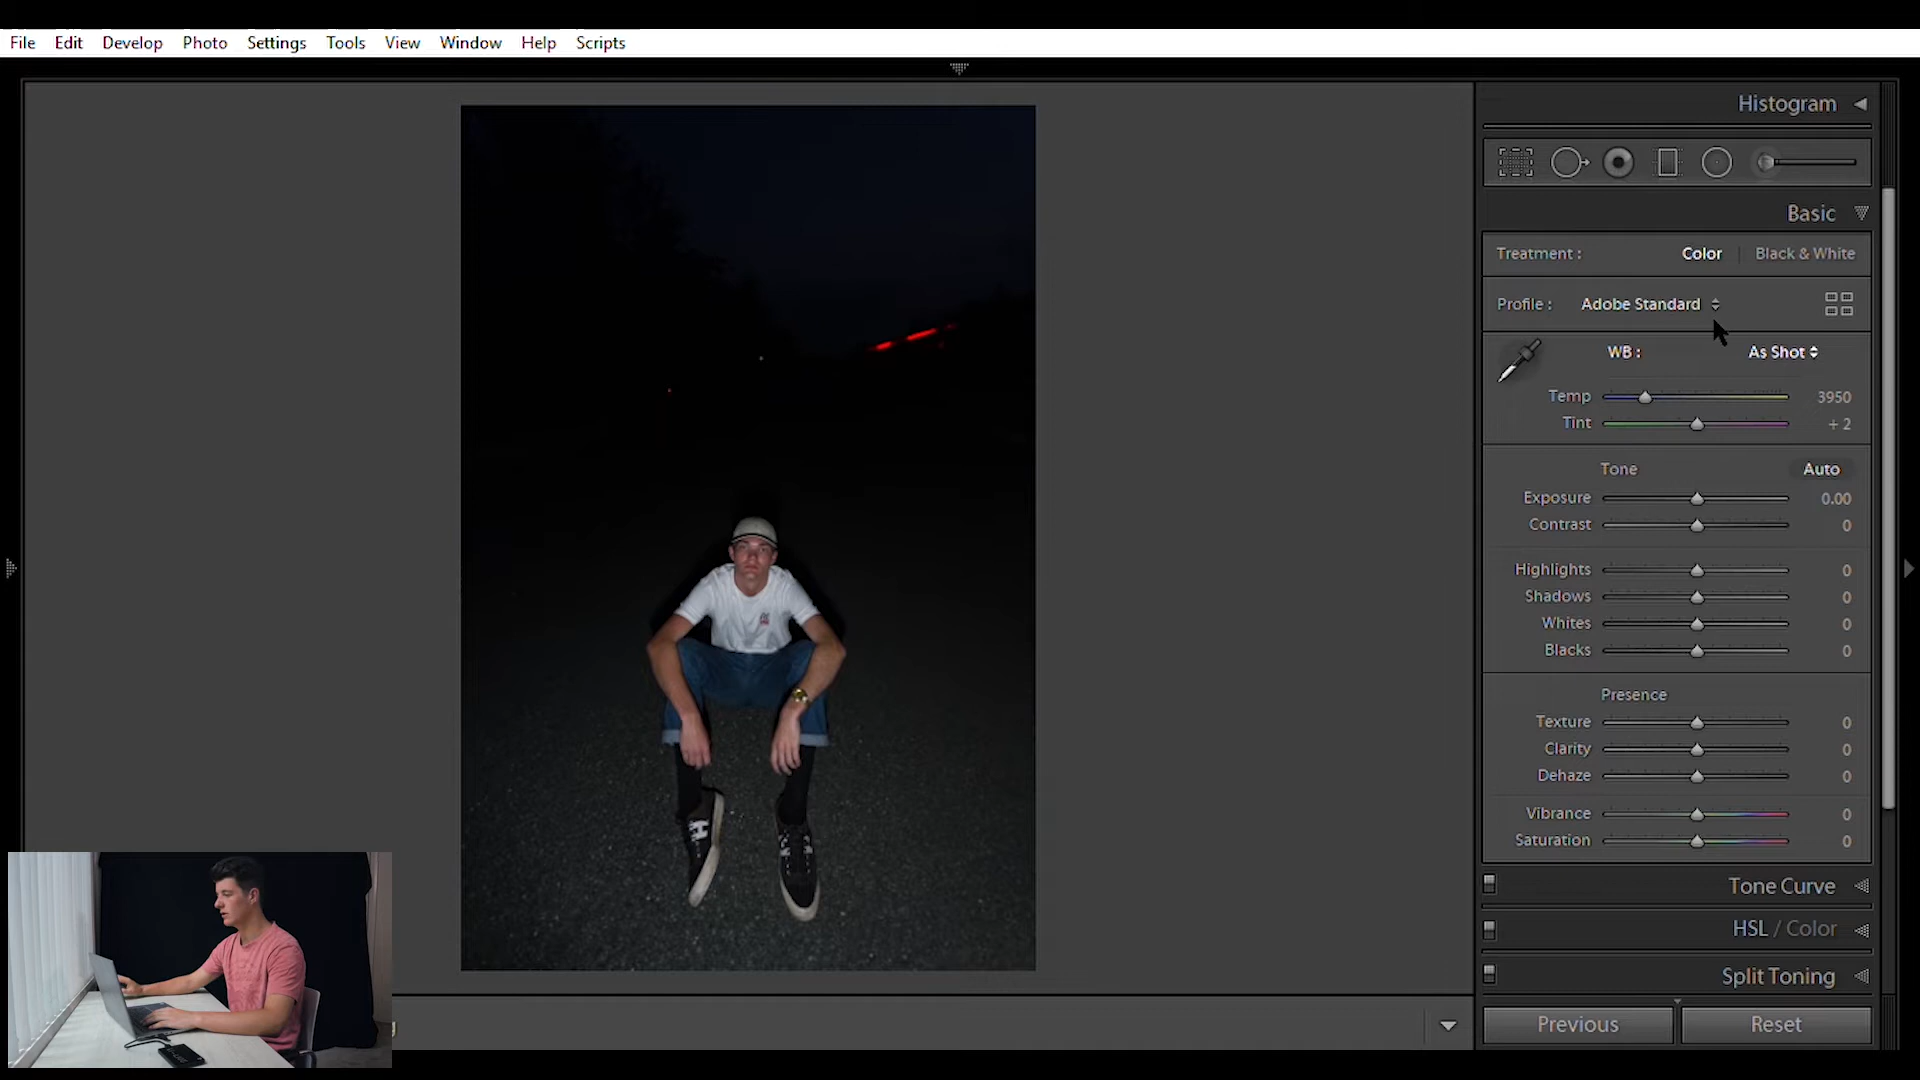 File Edit Develop Photo Settings Tools View Window Help Scripts
Histogram
Basic
Treatment : Color Black & White
Profile : Adobe Standard
WB : As Shot
Temp 3950
Tint + 2
Tone Auto
Exposure 0.00
Contrast 0
Highlights 0
Shadows 0
Whites 0
Blacks 0
Presence
Texture 0
Clarity 0
Dehaze 0
Vibrance 0
Saturation 0
Tone Curve
HSL / Color
Split Toning
Previous Reset